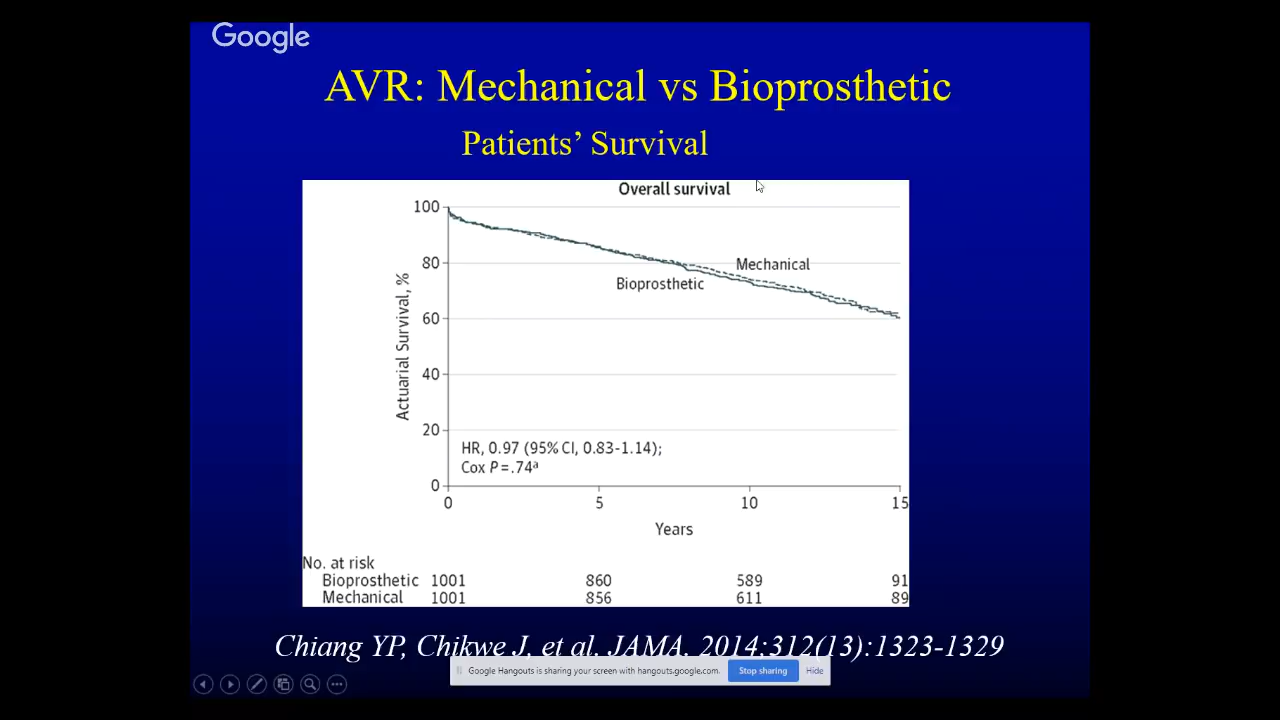 Google
AVR: Mechanical vs Bioprosthetic
Patients’ Survival
Overall survival
100
80
60
40
20
0
Actuarial Survival, %
Mechanical
Bioprosthetic
HR, 0.97 (95% CI, 0.83-1.14);
Cox P=.74ª
0 5 10 15
Years
No. at risk
Bioprosthetic 1001 860 589 91
Mechanical 1001 856 611 89
Chiang YP, Chikwe J, et al. JAMA. 2014;312(13):1323-1329
Google Hangouts is sharing your screen with hangouts.google.com. Stop sharing Hide